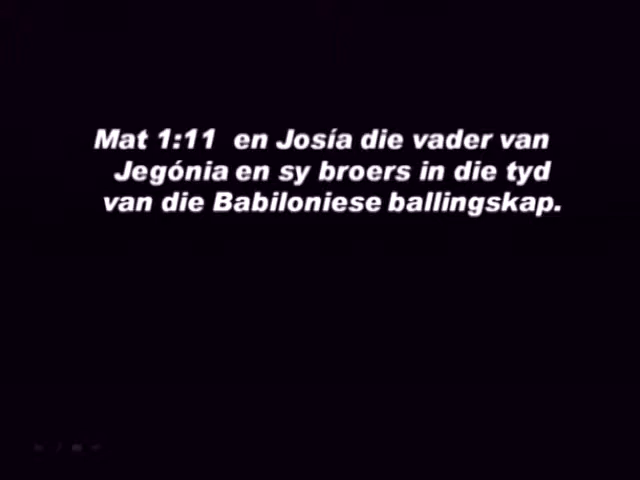 Mat 1:11  en Josía die vader van
Jegónia en sy broers in die tyd
van die Babiloniese ballingskap.